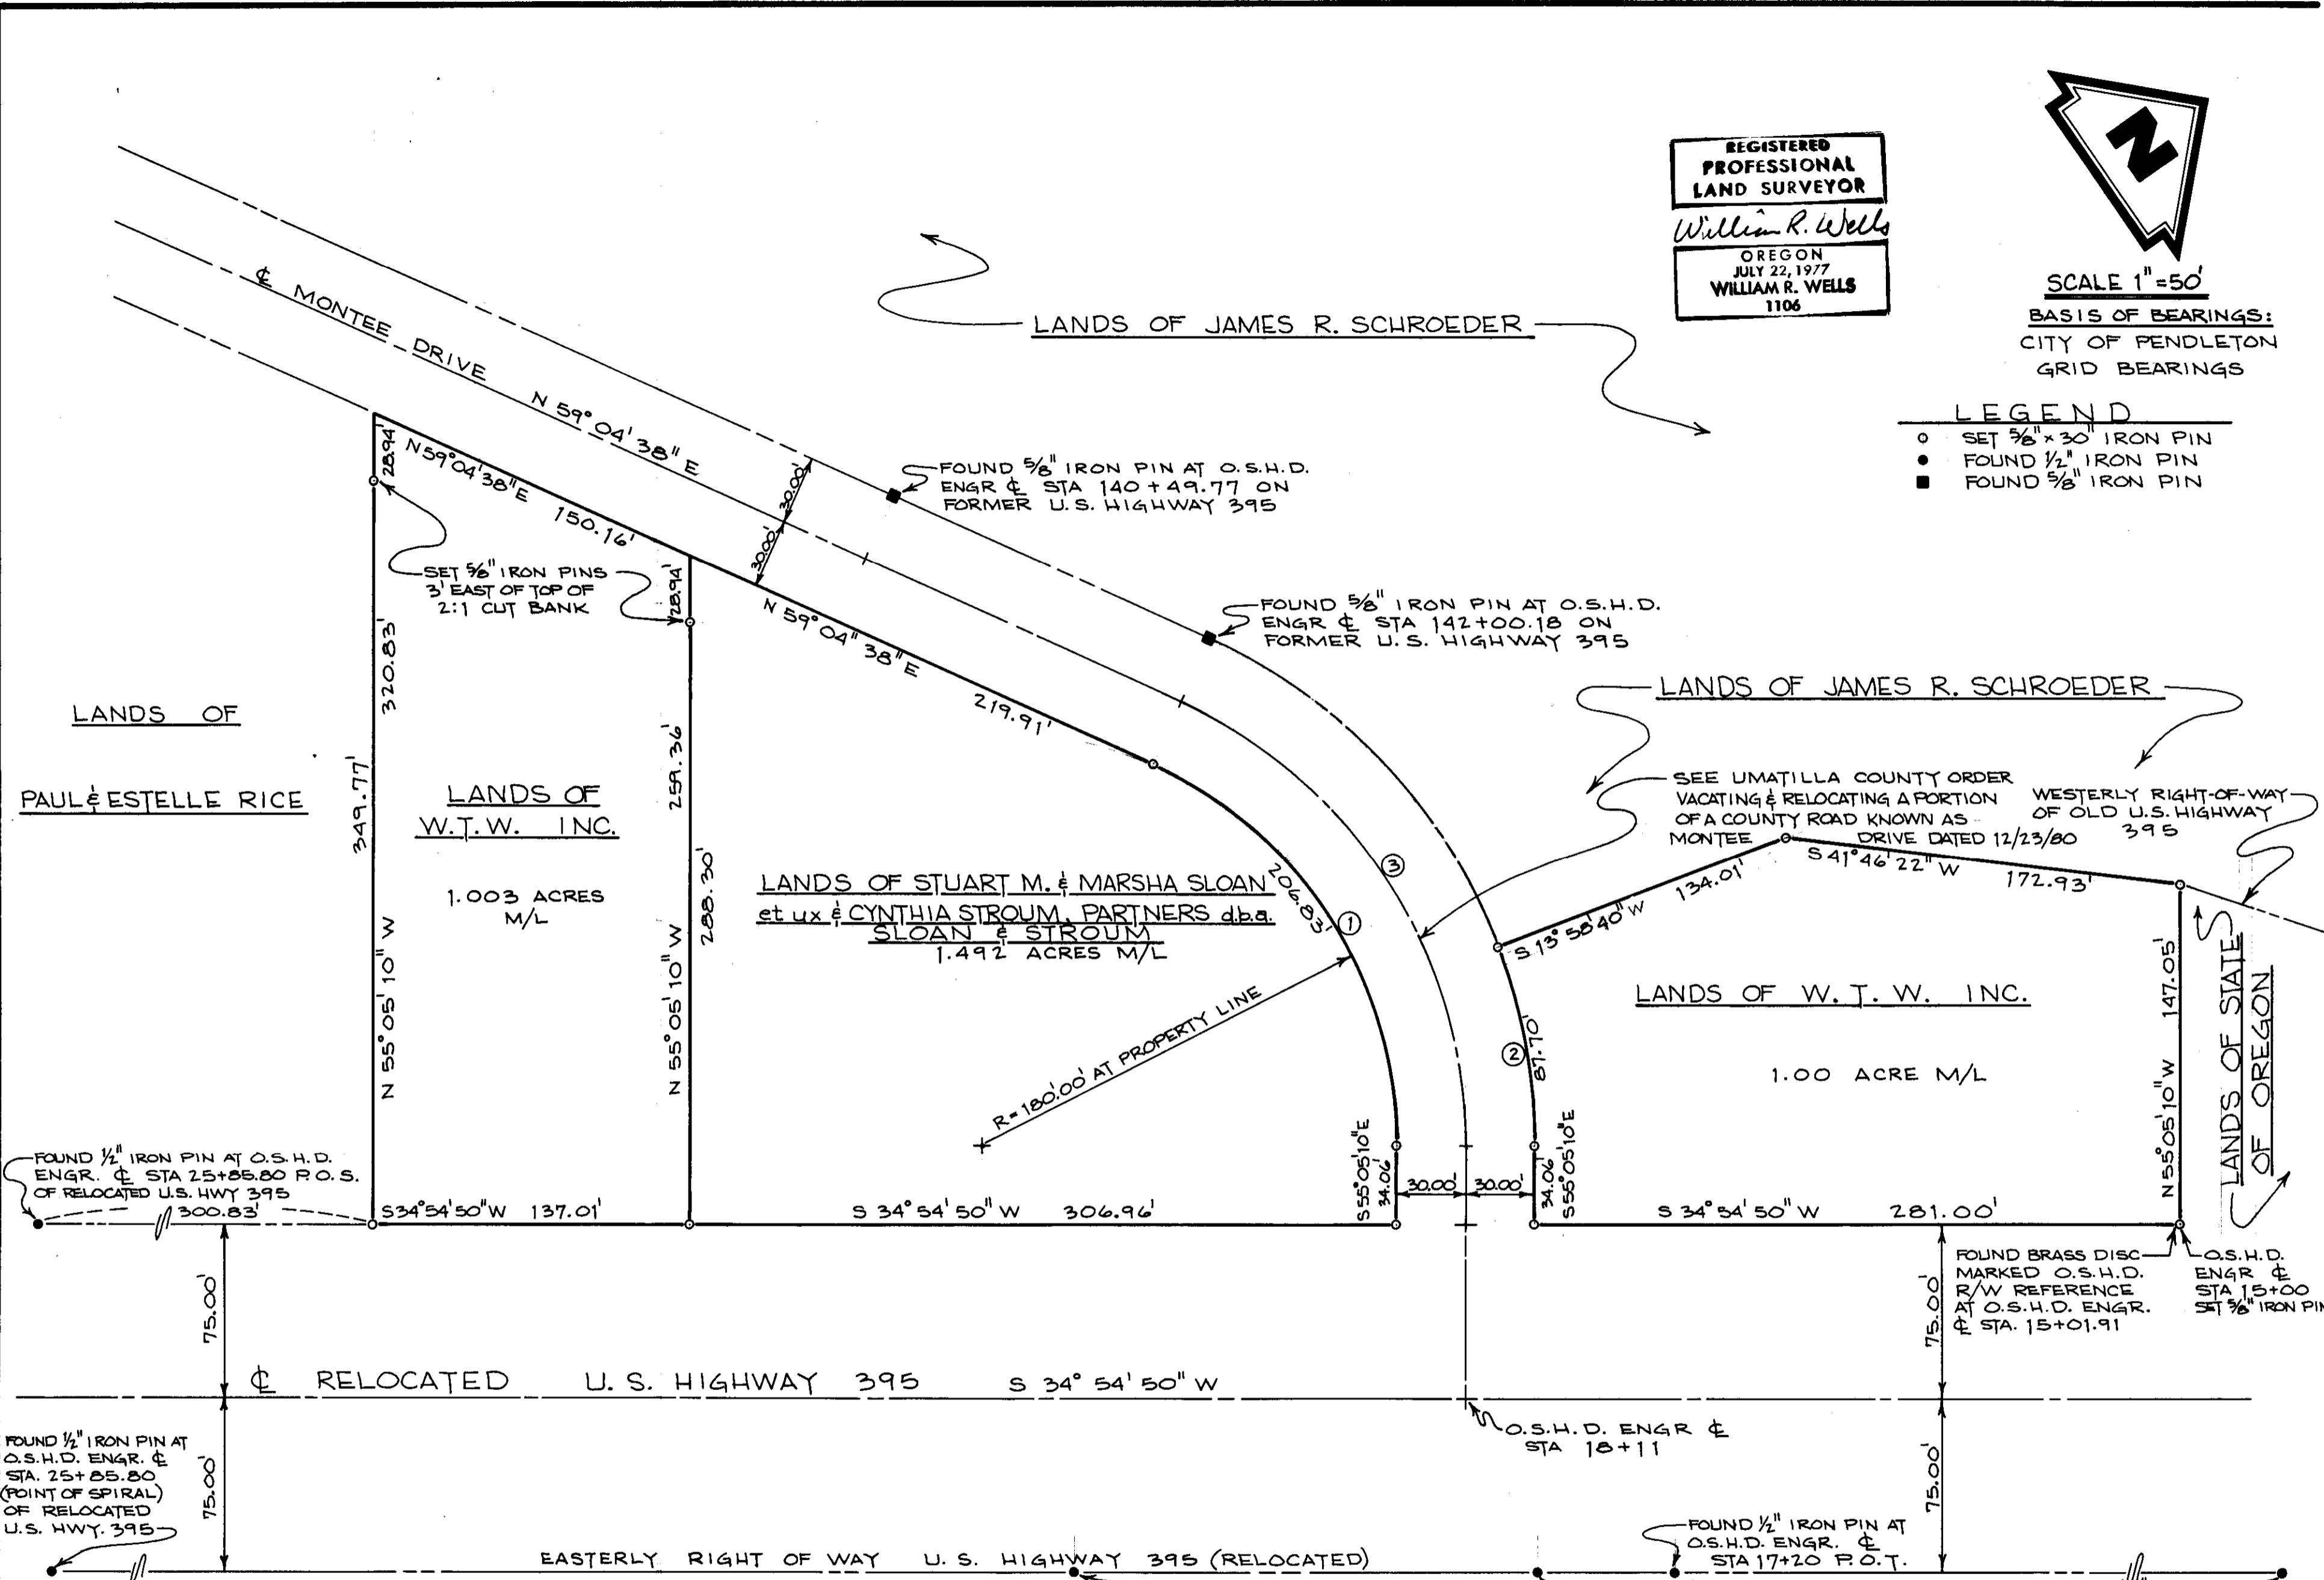 REGISTERED
PROFESSIONAL
LAND SURVEYOR
William R. Wells
OREGON
JULY 22, 1977
WILLIAM R. WELLS
1106
N
SCALE 1"=50'
BASIS OF BEARINGS:
CITY OF PENDLETON
GRID BEARINGS
LEGEND
SET 5/8" x 30" IRON PIN
FOUND 1/2" IRON PIN
FOUND 5/8" IRON PIN
LANDS OF JAMES R. SCHROEDER
℄ MONTEE DRIVE N 59° 04' 38" E
28.94'
N 59° 04' 38" E
150.16'
30.00'
30.00'
FOUND 5/8" IRON PIN AT O.S.H.D.
ENGR ℄ STA 140 + 49.77 ON
FORMER U.S. HIGHWAY 395
SET 5/8" IRON PINS
3' EAST OF TOP OF
2:1 CUT BANK
28.94'
N 59° 04" 38" E
219.91'
FOUND 5/8" IRON PIN AT O.S.H.D.
ENGR ℄ STA 142+00.18 ON
FORMER U.S. HIGHWAY 395
LANDS OF JAMES R. SCHROEDER
SEE UMATILLA COUNTY ORDER
VACATING & RELOCATING A PORTION
OF A COUNTY ROAD KNOWN AS
MONTEE DRIVE DATED 12/23/80
WESTERLY RIGHT-OF-WAY
OF OLD U.S. HIGHWAY
395
LANDS OF
PAUL & ESTELLE RICE
320.83'
349.77'
N 55° 05' 10" W
LANDS OF
W.T.W. INC.
1.003 ACRES
M/L
259.36'
288.30'
N 55° 05' 10" W
LANDS OF STUART M. & MARSHA SLOAN
et ux & CYNTHIA STROUM, PARTNERS d.b.a.
SLOAN & STROUM
1.492 ACRES M/L
206.83'
1
3
2
87.70'
R = 180.00' AT PROPERTY LINE
S 13° 58' 40" W
134.01'
S 41° 46' 22" W
172.93'
LANDS OF W. T. W. INC.
1.00 ACRE M/L
147.05'
N 55° 05' 10" W
LANDS OF STATE
OF OREGON
FOUND 1/2" IRON PIN AT O.S.H.D.
ENGR. ℄ STA 25+85.80 P.O.S.
OF RELOCATED U.S. HWY 395
300.83'
S 34° 54' 50" W 137.01'
S 34° 54' 50" W 306.96'
S 55° 05' 10" E
34.06'
30.00'
30.00'
34.06'
S 55° 05' 10" E
S 34° 54' 50" W 281.00'
FOUND BRASS DISC
MARKED O.S.H.D.
R/W REFERENCE
AT O.S.H.D. ENGR.
℄ STA. 15+01.91
O.S.H.D.
ENGR ℄
STA 15+00
SET 5/8" IRON PIN
75.00'
75.00'
℄ RELOCATED U. S. HIGHWAY 395 S 34° 54' 50" W
O.S.H.D. ENGR ℄
STA 18+11
FOUND 1/2" IRON PIN AT
O.S.H.D. ENGR. ℄
STA. 25+85.80
(POINT OF SPIRAL)
OF RELOCATED
U.S. HWY. 395
75.00'
75.00'
FOUND 1/2" IRON PIN AT
O.S.H.D. ENGR. ℄
STA 17+20 P.O.T.
EASTERLY RIGHT OF WAY U. S. HIGHWAY 395 (RELOCATED)